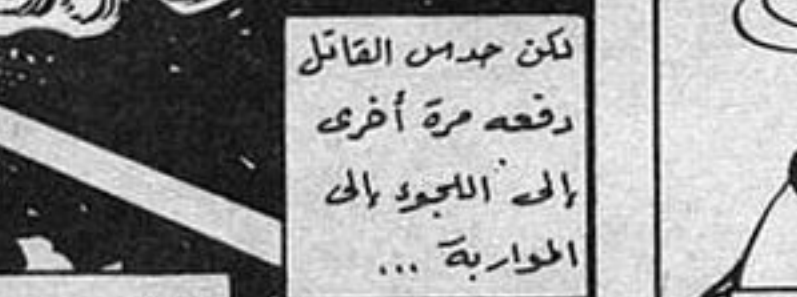 لكن حدس القاتل
دفعه مرة أخرى
إلى اللجوء إلى
المواربة ...